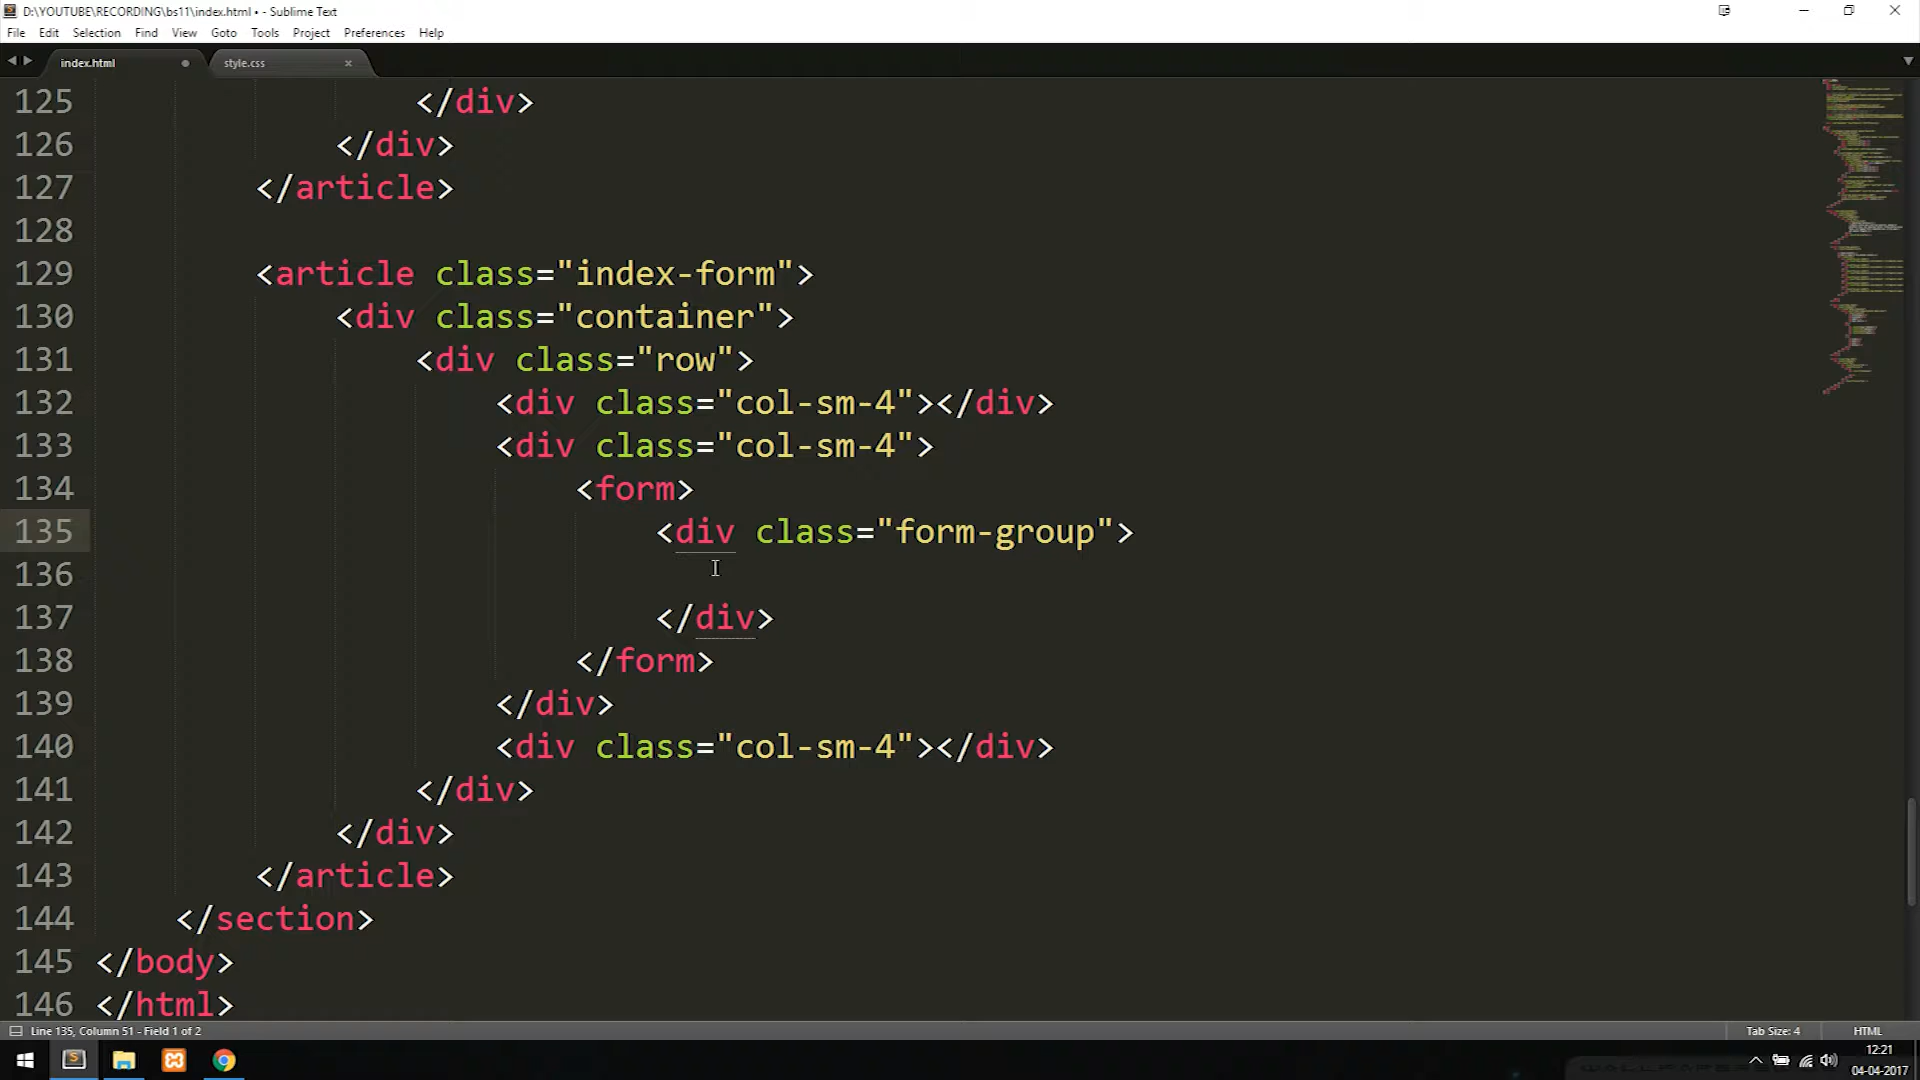 D:\YOUTUBE\RECORDING\bs11\index.html • - Sublime Text
File Edit Selection Find View Goto Tools Project Preferences Help
index.html style.css
125 </div>
126 </div>
127 </article>
128
129 <article class="index-form">
130 <div class="container">
131 <div class="row">
132 <div class="col-sm-4"></div>
133 <div class="col-sm-4">
134 <form>
135 <div class="form-group">
136
137 </div>
138 </form>
139 </div>
140 <div class="col-sm-4"></div>
141 </div>
142 </div>
143 </article>
144 </section>
145 </body>
146 </html>
Line 135, Column 51 - Field 1 of 2 Tab Size: 4 HTML
12:21
04-04-2017